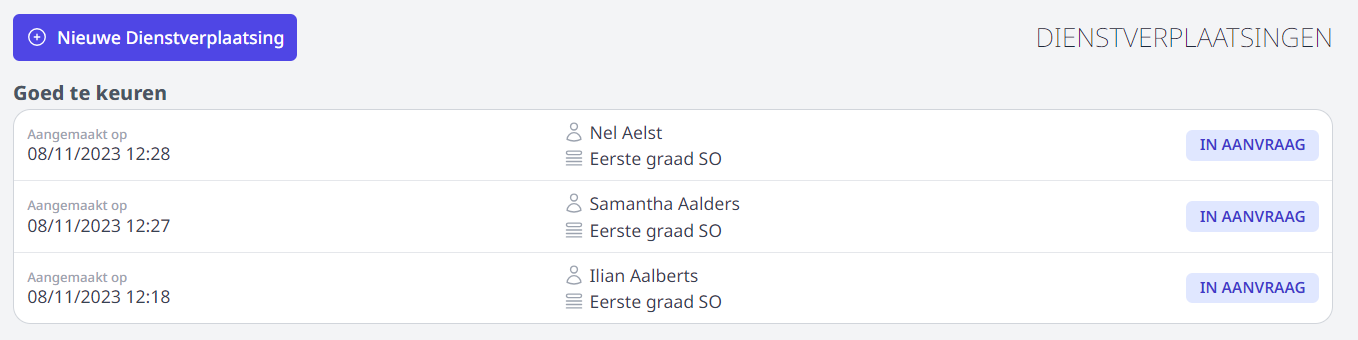 Nieuwe Dienstverplaatsing
DIENSTVERPLAATSINGEN
Goed te keuren
Aangemaakt op
08/11/2023 12:28
Nel Aelst
Eerste graad SO
IN AANVRAAG
Aangemaakt op
08/11/2023 12:27
Samantha Aalders
Eerste graad SO
IN AANVRAAG
Aangemaakt op
08/11/2023 12:18
Ilian Aalberts
Eerste graad SO
IN AANVRAAG